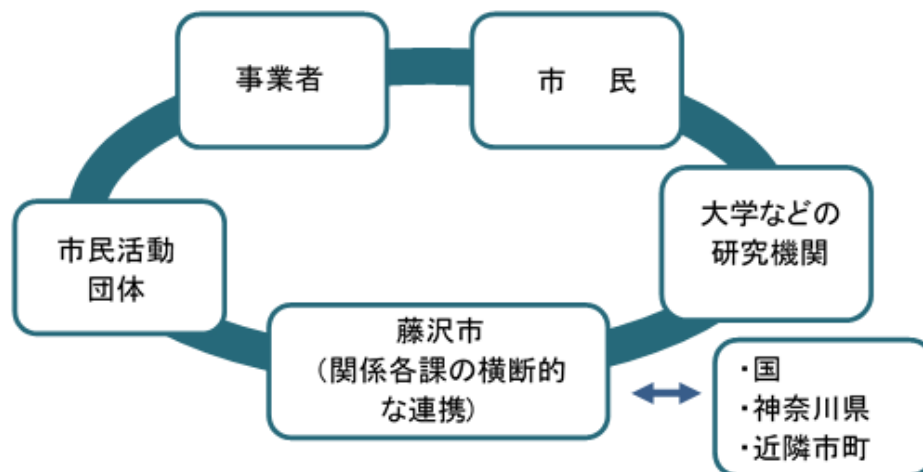 事業者
市　民
市民活動
団体
大学などの
研究機関
藤沢市
（関係各課の横断的
な連携）
・国
・神奈川県
・近隣市町